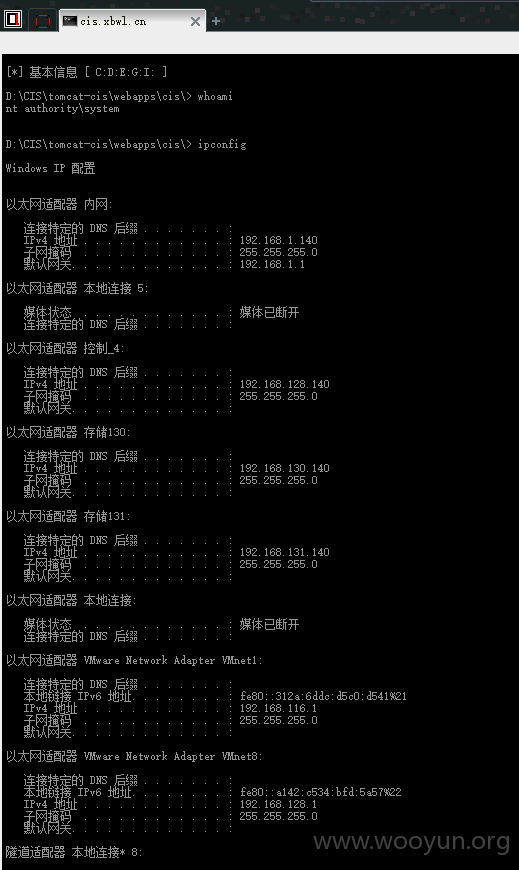 cis.xbwl.cn
[*] 基本信息 [ C:D:E:G:I: ]
D:\CIS\tomcat-cis\webapps\cis\> whoami
nt authority\system
D:\CIS\tomcat-cis\webapps\cis\> ipconfig
Windows IP 配置
以太网适配器 内网:
连接特定的 DNS 后缀 . . . . . . . :
IPv4 地址 . . . . . . . . . . . . : 192.168.1.140
子网掩码 . . . . . . . . . . . . : 255.255.255.0
默认网关. . . . . . . . . . . . . : 192.168.1.1
以太网适配器 本地连接 5:
媒体状态 . . . . . . . . . . . . : 媒体已断开
连接特定的 DNS 后缀 . . . . . . . :
以太网适配器 控制_4:
连接特定的 DNS 后缀 . . . . . . . :
IPv4 地址 . . . . . . . . . . . . : 192.168.128.140
子网掩码 . . . . . . . . . . . . : 255.255.255.0
默认网关. . . . . . . . . . . . . :
以太网适配器 存储130:
连接特定的 DNS 后缀 . . . . . . . :
IPv4 地址 . . . . . . . . . . . . : 192.168.130.140
子网掩码 . . . . . . . . . . . . : 255.255.255.0
默认网关. . . . . . . . . . . . . :
以太网适配器 存储131:
连接特定的 DNS 后缀 . . . . . . . :
IPv4 地址 . . . . . . . . . . . . : 192.168.131.140
子网掩码 . . . . . . . . . . . . : 255.255.255.0
默认网关. . . . . . . . . . . . . :
以太网适配器 本地连接:
媒体状态 . . . . . . . . . . . . : 媒体已断开
连接特定的 DNS 后缀 . . . . . . . :
以太网适配器 VMware Network Adapter VMnet1:
连接特定的 DNS 后缀 . . . . . . . :
本地链接 IPv6 地址. . . . . . . . : fe80::312a:6ddc:d5c0:d541%21
IPv4 地址 . . . . . . . . . . . . : 192.168.116.1
子网掩码 . . . . . . . . . . . . : 255.255.255.0
默认网关. . . . . . . . . . . . . :
以太网适配器 VMware Network Adapter VMnet8:
连接特定的 DNS 后缀 . . . . . . . :
本地链接 IPv6 地址. . . . . . . . : fe80::a142:c534:bfd:5a57%22
IPv4 地址 . . . . . . . . . . . . : 192.168.128.1
子网掩码 . . . . . . . . . . . . : 255.255.255.0
默认网关. . . . . . . . . . . . . :
www.wooyun.org
隧道适配器 本地连接* 8: